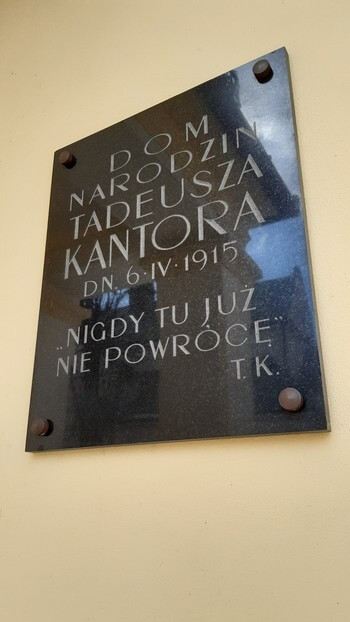 DOM
NARODZIN
TADEUSZA
KANTORA
DN. 6·IV·1915
„NIGDY TU JUŻ
NIE POWRÓCĘ"
T.K.